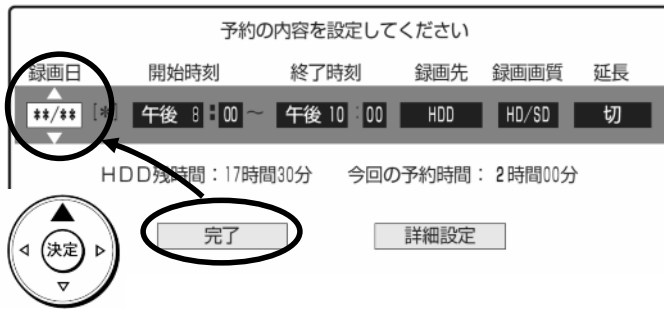 予約の内容を設定してください
録画日 開始時刻 終了時刻 録画先 録画画質 延長
**/** [*] 午後 8:00 ~ 午後 10:00 HDD HD/SD 切
HDD残時間:17時間30分 今回の予約時間: 2時間00分
完了 詳細設定
決定